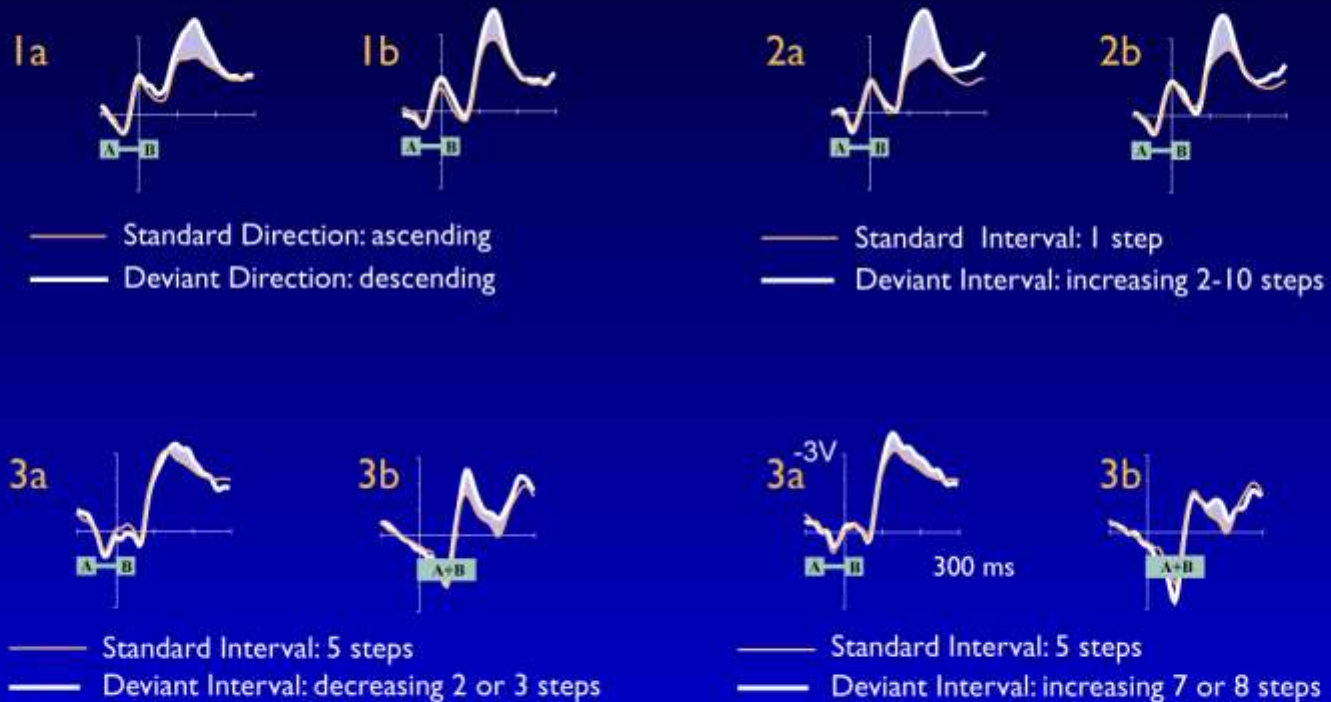 1a
1b
2a
2b
A B
A B
A B
A B
Standard Direction: ascending
Deviant Direction: descending
Standard Interval: 1 step
Deviant Interval: increasing 2-10 steps
3a
3b
3a
-3V
3b
A B
A+B
A B
300 ms
A+B
Standard Interval: 5 steps
Deviant Interval: decreasing 2 or 3 steps
Standard Interval: 5 steps
Deviant Interval: increasing 7 or 8 steps